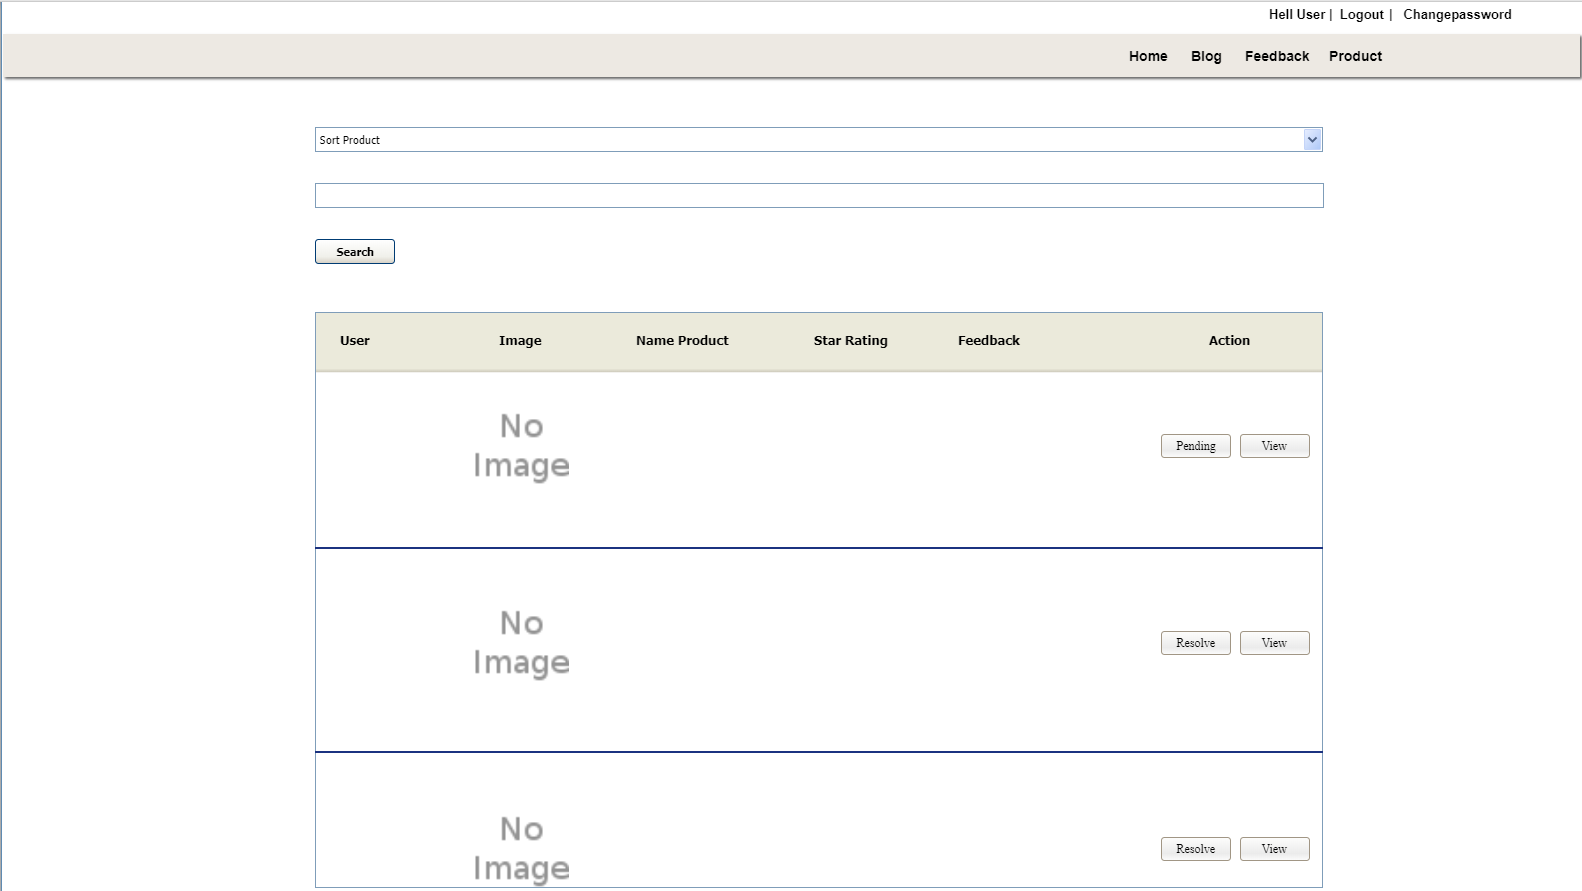 Hell User | Logout | Changepassword
Home Blog Feedback Product
Sort Product
Search
User Image Name Product Star Rating Feedback Action
No
Image
Pending View
No
Image
Resolve View
No
Image
Resolve View